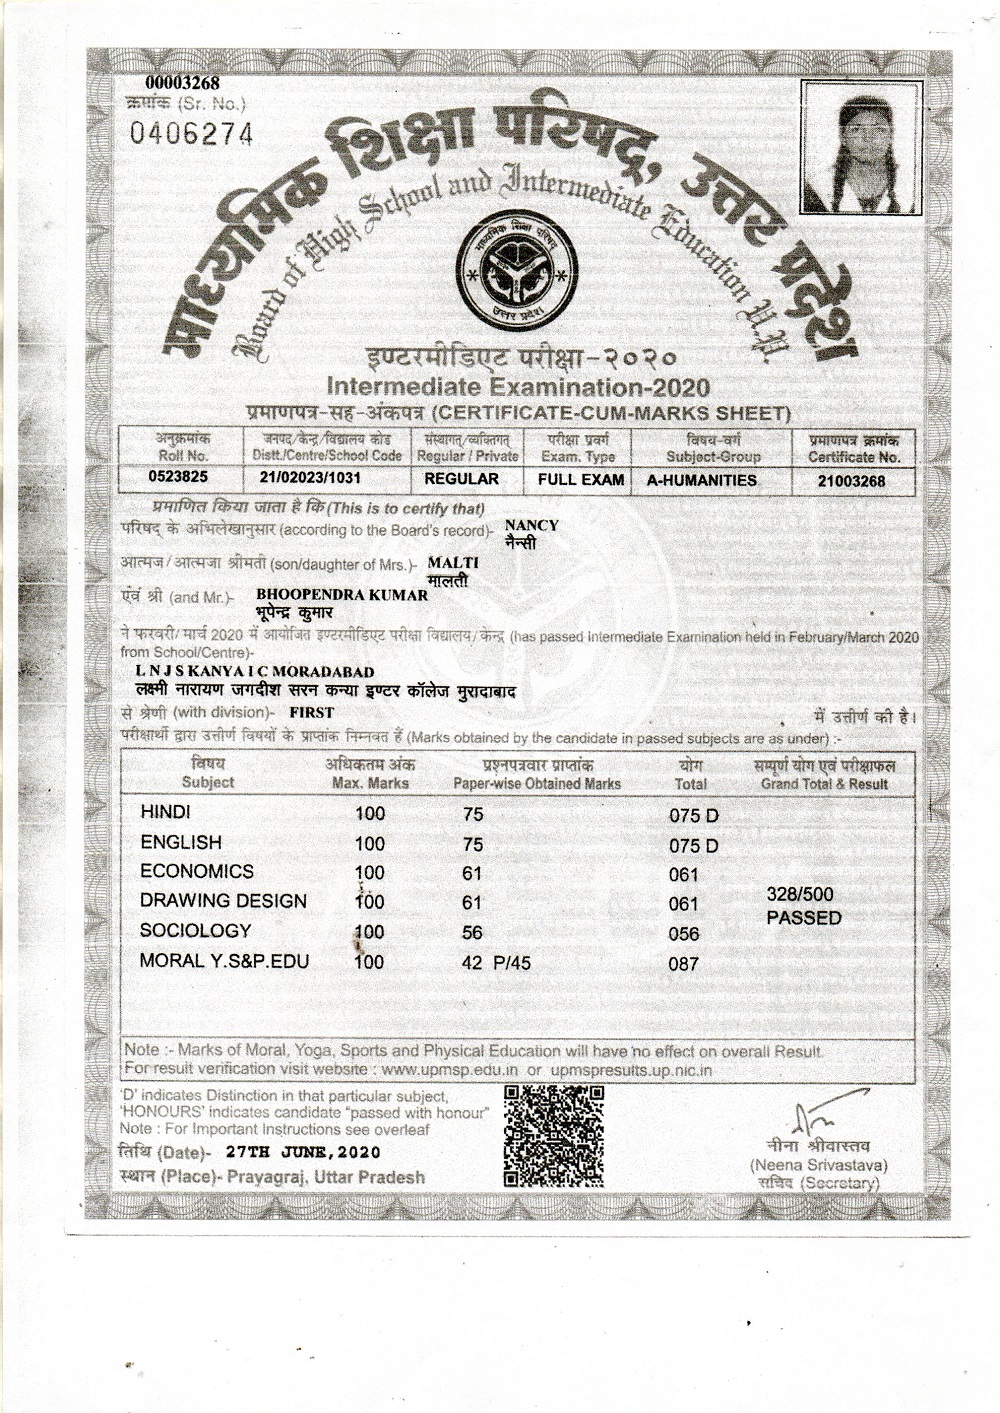 00003268
क्रमांक (Sr. No.)
0406274
माध्यमिक शिक्षा परिषद्, उत्तर प्रदेश
Board of High School and Intermediate Education U.P.
माध्यमिक शिक्षा परिषद
उत्तर प्रदेश
इण्टरमीडिएट परीक्षा-२०२०
Intermediate Examination-2020
प्रमाणपत्र-सह-अंकपत्र (CERTIFICATE-CUM-MARKS SHEET)
अनुक्रमांक जनपद/केन्द्र/विद्यालय कोड संस्थागत्/व्यक्तिगत् परीक्षा प्रवर्ग विषय-वर्ग प्रमाणपत्र क्रमांक
Roll No. Distt./Centre/School Code Regular / Private Exam. Type Subject-Group Certificate No.
0523825 21/02023/1031 REGULAR FULL EXAM A-HUMANITIES 21003268
प्रमाणित किया जाता है कि (This is to certify that)
परिषद् के अभिलेखानुसार (according to the Board's record)- NANCY
नैन्सी
आत्मज/आत्मजा श्रीमती (son/daughter of Mrs.)- MALTI
मालती
एवं श्री (and Mr.)- BHOOPENDRA KUMAR
भूपेन्द्र कुमार
ने फरवरी/मार्च 2020 में आयोजित इण्टरमीडिएट परीक्षा विद्यालय/केन्द्र (has passed Intermediate Examination held in February/March 2020
from School/Centre)-
L N J S KANYA I C MORADABAD
लक्ष्मी नारायण जगदीश सरन कन्या इण्टर कॉलेज मुरादाबाद
से श्रेणी (with division)- FIRST में उत्तीर्ण की है।
परीक्षार्थी द्वारा उत्तीर्ण विषयों के प्राप्तांक निम्नवत हैं (Marks obtained by the candidate in passed subjects are as under) :-
विषय अधिकतम अंक प्रश्नपत्रवार प्राप्तांक योग सम्पूर्ण योग एवं परीक्षाफल
Subject Max. Marks Paper-wise Obtained Marks Total Grand Total & Result
HINDI 100 75 075 D
ENGLISH 100 75 075 D
ECONOMICS 100 61 061
DRAWING DESIGN 100 61 061 328/500
PASSED
SOCIOLOGY 100 56 056
MORAL Y.S&P.EDU 100 42 P/45 087
Note :- Marks of Moral, Yoga, Sports and Physical Education will have no effect on overall Result.
For result verification visit website : www.upmsp.edu.in or upmspresults.up.nic.in
'D' indicates Distinction in that particular subject,
'HONOURS' indicates candidate "passed with honour"
Note : For Important Instructions see overleaf
तिथि (Date)- 27TH JUNE,2020
स्थान (Place)- Prayagraj, Uttar Pradesh
नीना श्रीवास्तव
(Neena Srivastava)
सचिव (Secretary)